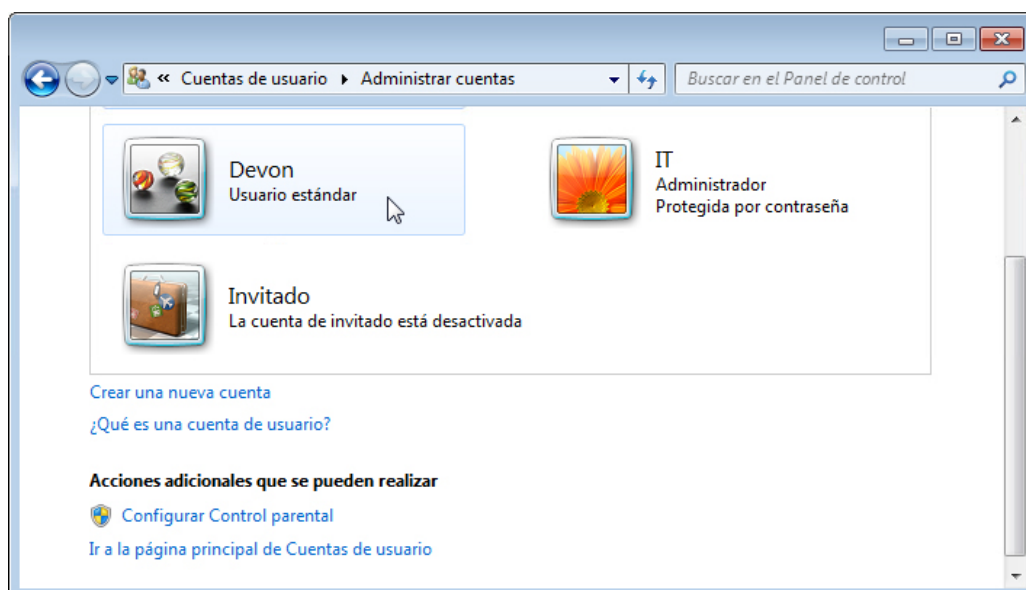 « Cuentas de usuario ▸ Administrar cuentas
Buscar en el Panel de control
Devon
Usuario estándar
IT
Administrador
Protegida por contraseña
Invitado
La cuenta de invitado está desactivada
Crear una nueva cuenta
¿Qué es una cuenta de usuario?
Acciones adicionales que se pueden realizar
Configurar Control parental
Ir a la página principal de Cuentas de usuario